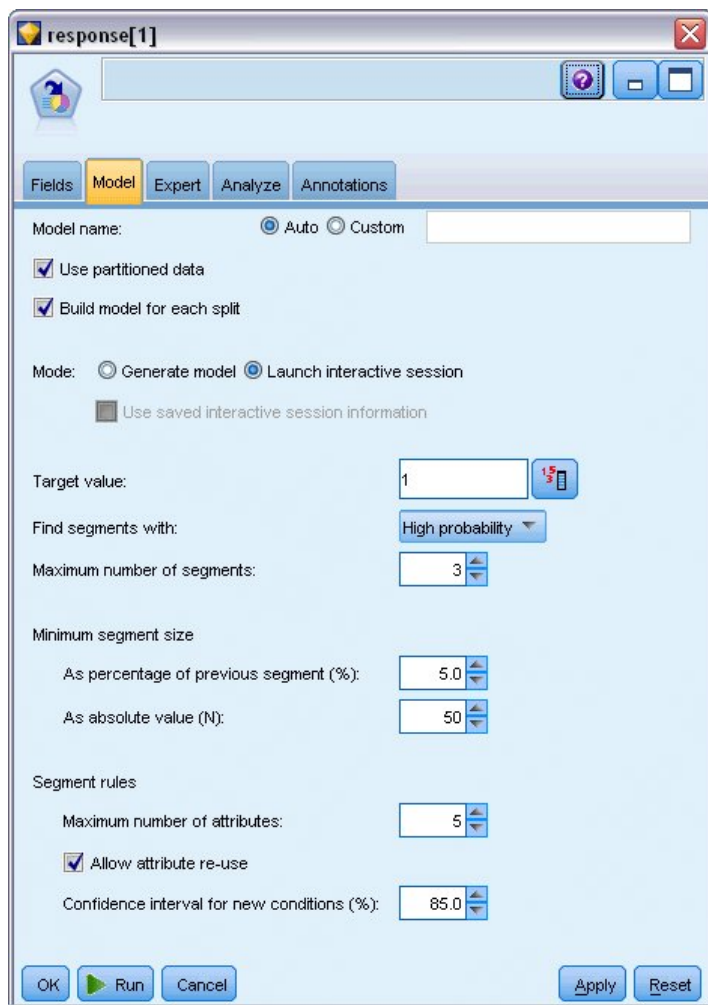 response[1]
Fields Model Expert Analyze Annotations
Model name: Auto Custom
Use partitioned data
Build model for each split
Mode: Generate model Launch interactive session
Use saved interactive session information
Target value: 1
Find segments with: High probability
Maximum number of segments: 3
Minimum segment size
As percentage of previous segment (%): 5.0
As absolute value (N): 50
Segment rules
Maximum number of attributes: 5
Allow attribute re-use
Confidence interval for new conditions (%): 85.0
OK Run Cancel Apply Reset